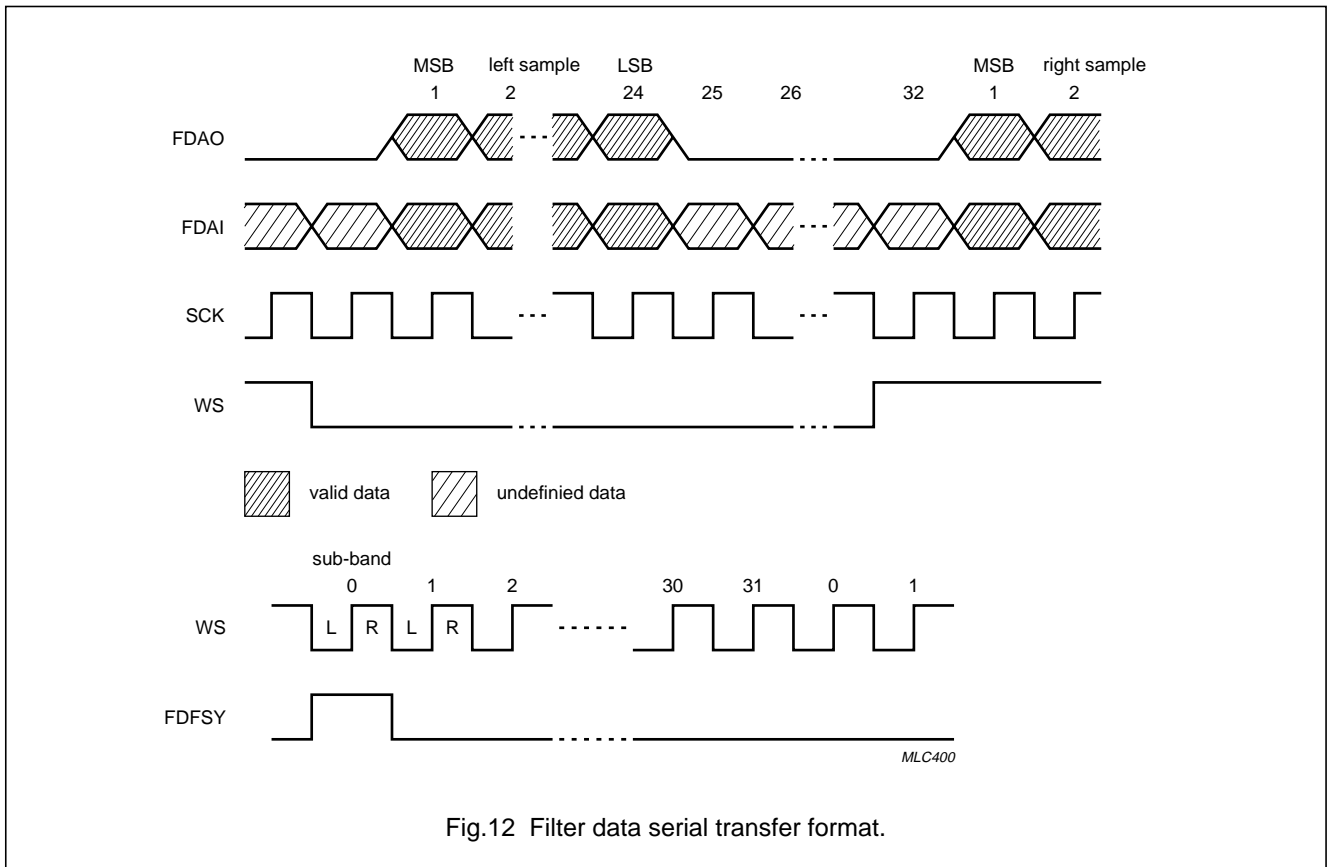 MSB left sample LSB MSB right sample
1 2 24 25 26 32 1 2
FDAO
FDAI
SCK
WS
valid data undefinied data
sub-band
0 1 2 30 31 0 1
WS L R L R
FDFSY
MLC400
Fig.12 Filter data serial transfer format.